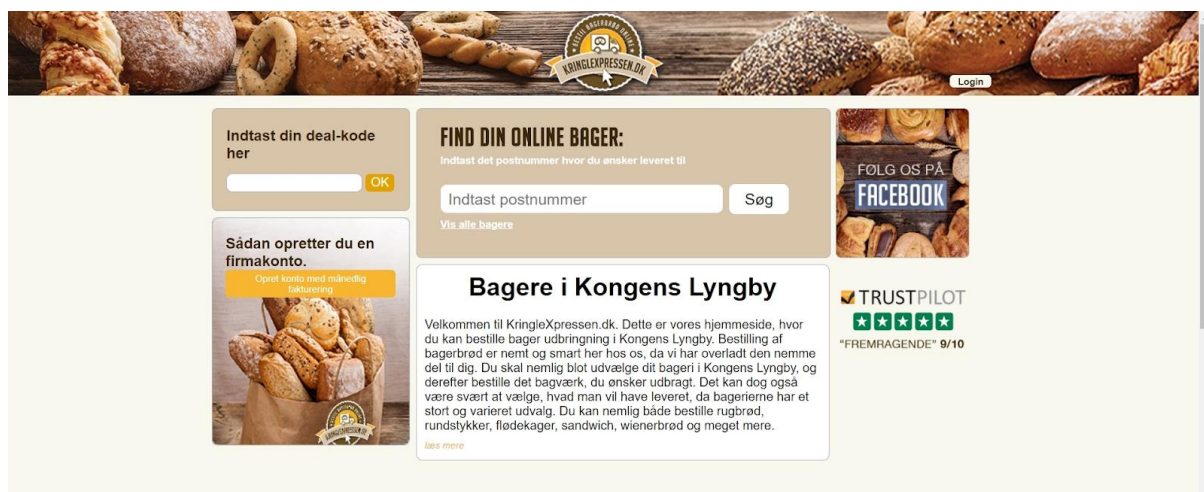 BESTIL BAGERBRØD ONLINE
KRINGLEXPRESSEN.DK
Login
Indtast din deal-kode
her
OK
Sådan opretter du en
firmakonto.
Opret konto med månedlig
fakturering
KRINGLEXPRESSEN.DK
FIND DIN ONLINE BAGER:
Indtast det postnummer hvor du ønsker leveret til
Indtast postnummer
Søg
Vis alle bagere
Bagere i Kongens Lyngby
Velkommen til KringleXpressen.dk. Dette er vores hjemmeside, hvor
du kan bestille bager udbringning i Kongens Lyngby. Bestilling af
bagerbrød er nemt og smart her hos os, da vi har overladt den nemme
del til dig. Du skal nemlig blot udvælge dit bageri i Kongens Lyngby, og
derefter bestille det bagværk, du ønsker udbragt. Det kan dog også
være svært at vælge, hvad man vil have leveret, da bagerierne har et
stort og varieret udvalg. Du kan nemlig både bestille rugbrød,
rundstykker, flødekager, sandwich, wienerbrød og meget mere.
læs mere
FØLG OS PÅ
FACEBOOK
TRUSTPILOT
"FREMRAGENDE" 9/10